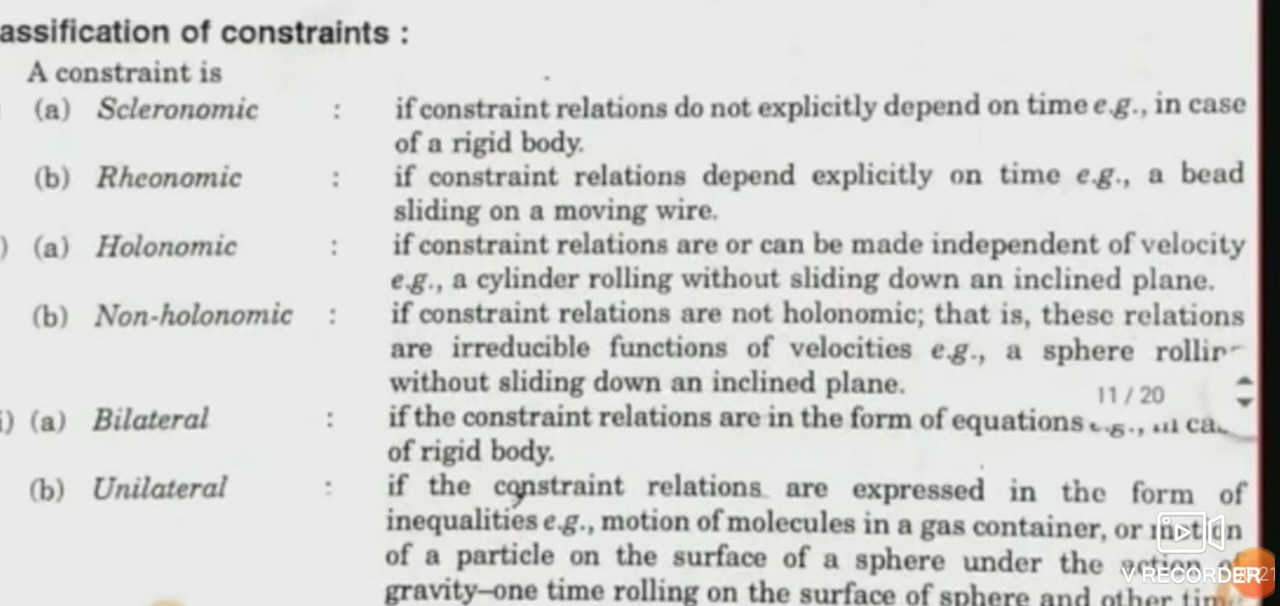 assification of constraints :
A constraint is
(a) Scleronomic : if constraint relations do not explicitly depend on time e.g., in case
of a rigid body.
(b) Rheonomic : if constraint relations depend explicitly on time e.g., a bead
sliding on a moving wire.
) (a) Holonomic : if constraint relations are or can be made independent of velocity
e.g., a cylinder rolling without sliding down an inclined plane.
(b) Non-holonomic : if constraint relations are not holonomic; that is, these relations
are irreducible functions of velocities e.g., a sphere
without sliding down an inclined plane.
11 / 20
i) (a) Bilateral : if the constraint relations are in the form of equations
of rigid body.
(b) Unilateral : if the constraint relations are expressed in the form of
inequalities e.g., motion of molecules in a gas container, or
of a particle on the surface of a sphere under the
V RECORDER
gravity—one time rolling on the surface of sphere and other